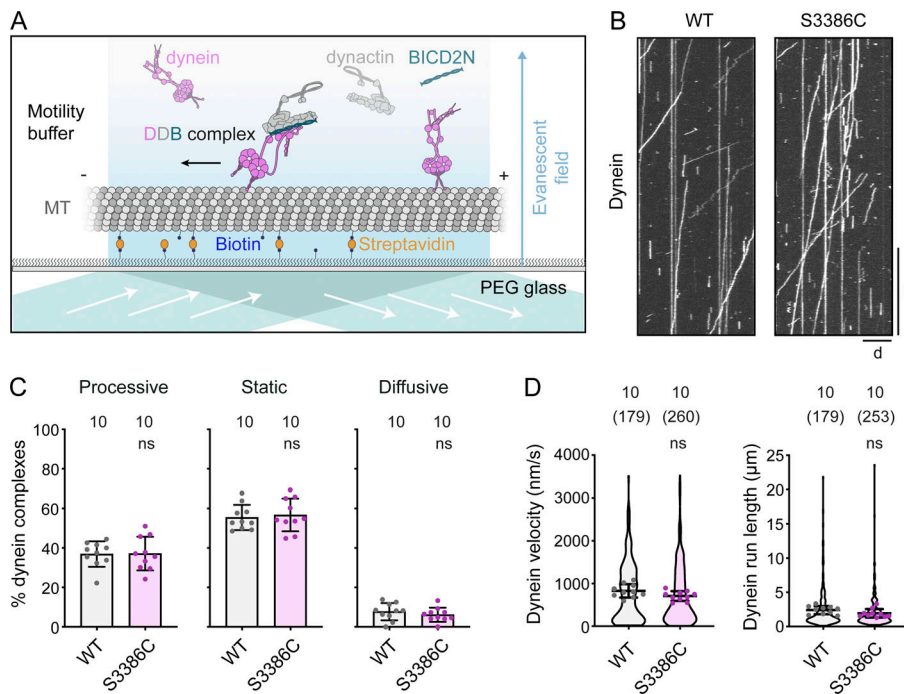 A
dynein
dynactin
BICD2N
Motility
buffer
DDB complex
-
+
MT
Evanescent
field
Biotin
Streptavidin
PEG glass
B
WT
S3386C
Dynein
d
C
Processive
Static
Diffusive
10
10
ns
10
10
ns
10
10
ns
% dynein complexes
100
80
60
40
20
0
WT
S3386C
WT
S3386C
WT
S3386C
D
10
(179)
10
(260)
ns
Dynein velocity (nm/s)
4000
3000
2000
1000
0
WT
S3386C
10
(179)
10
(253)
ns
Dynein run length (µm)
25
20
15
10
5
0
WT
S3386C